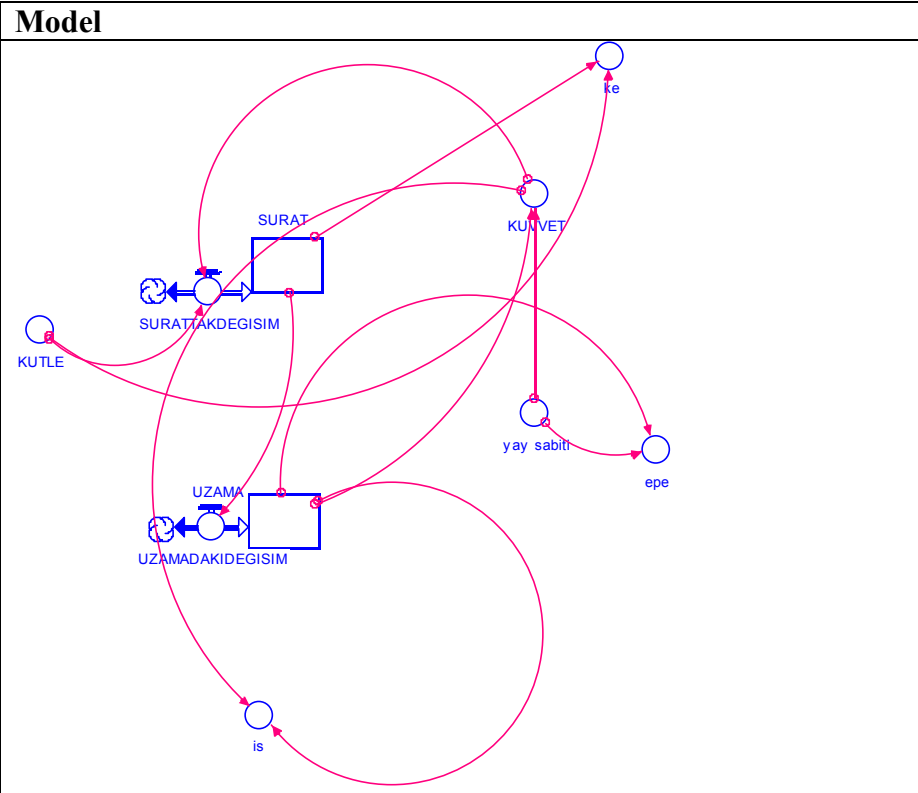 Model
ke
SURAT
KUVVET
SURATTAKDEGISIM
KUTLE
yay sabiti
epe
UZAMA
UZAMADAKIDEGISIM
is